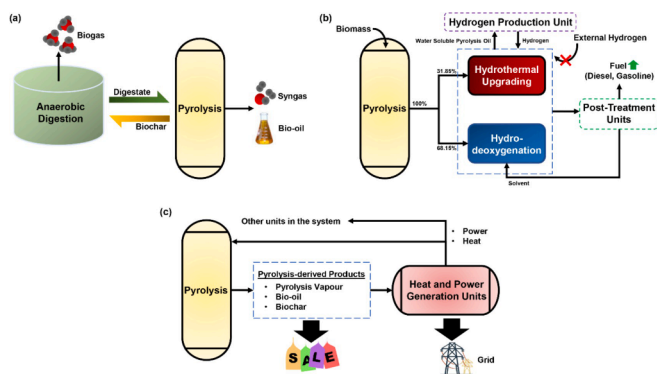 (a)
Biogas
Anaerobic
Digestion
Digestate
Biochar
Pyrolysis
Syngas
Bio-oil
(b)
Biomass
Pyrolysis
100%
31.85%
68.15%
Hydrogen Production Unit
Water Soluble Pyrolysis Oil
Hydrogen
External Hydrogen
Hydrothermal
Upgrading
Hydro-
deoxygenation
Solvent
Fuel
(Diesel, Gasoline)
Post-Treatment
Units
(c)
Other units in the system
• Power
• Heat
Pyrolysis
Pyrolysis-derived Products
• Pyrolysis Vapour
• Bio-oil
• Biochar
Heat and Power
Generation Units
SALE
Grid